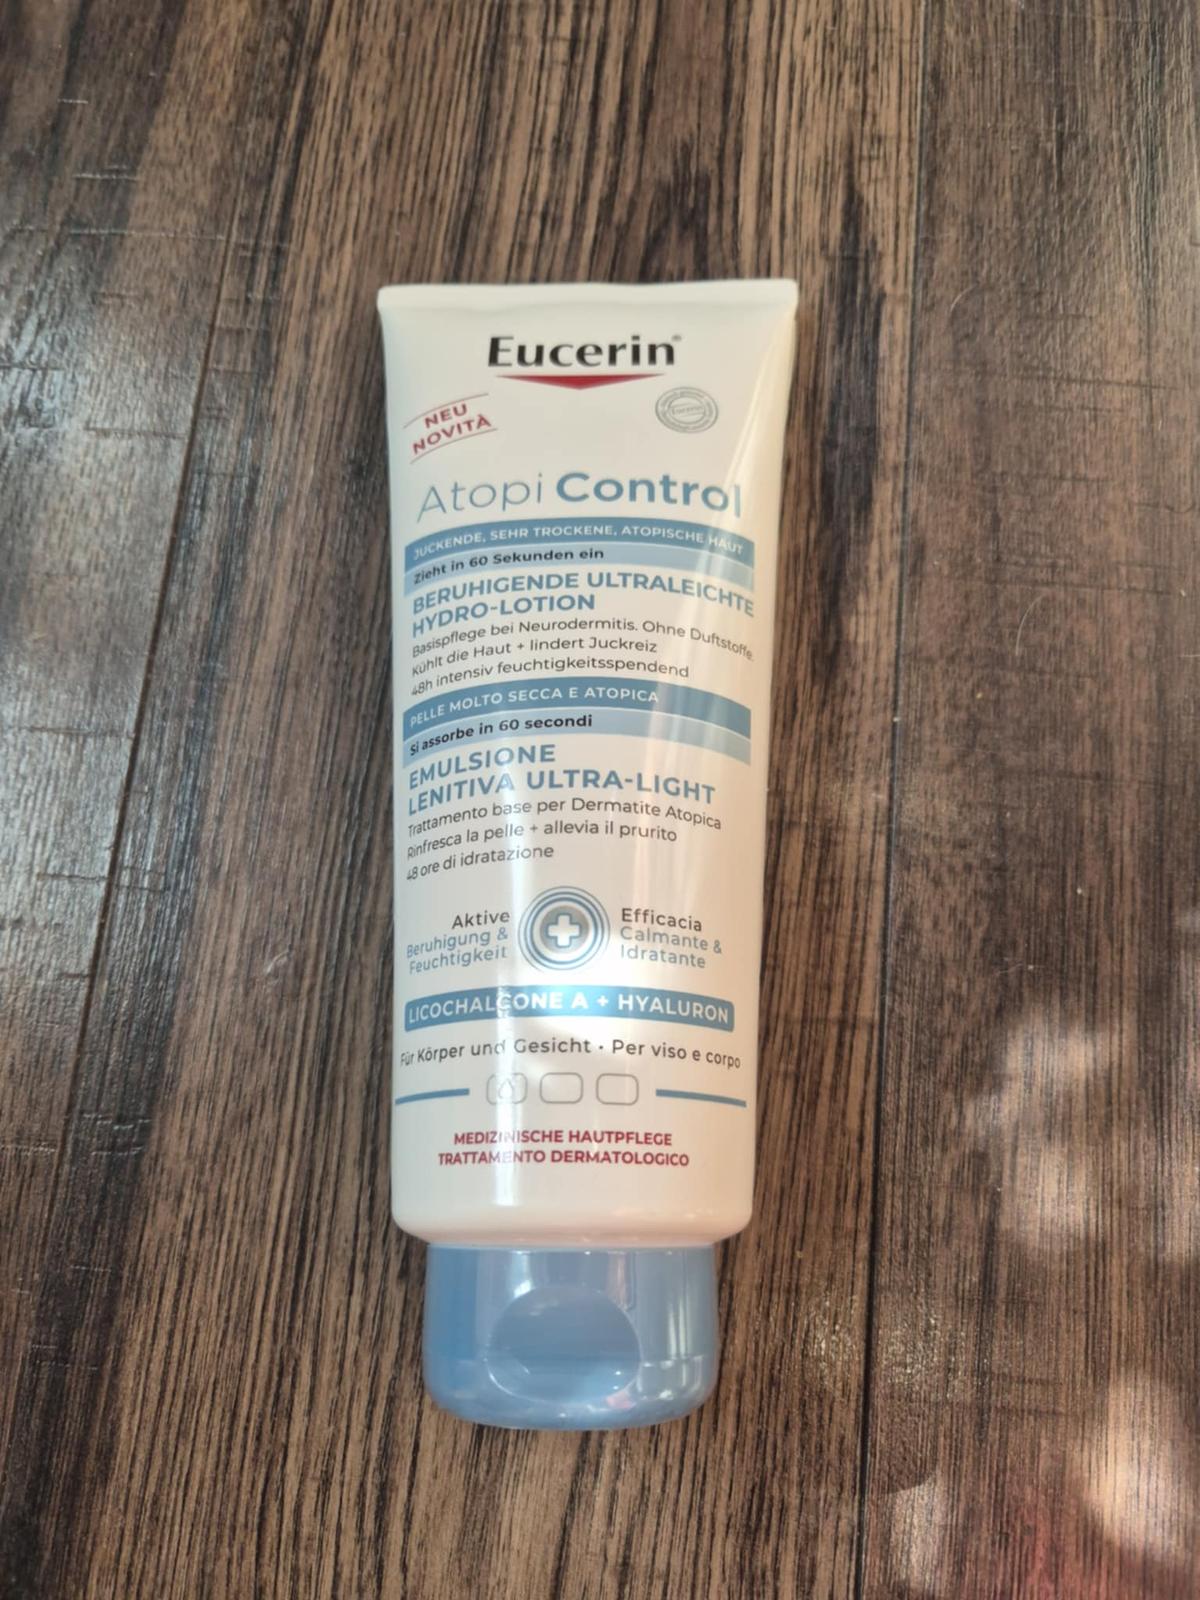 Eucerin®
NEU
NOVITÀ
Eucerin
Atopi Control
JUCKENDE, SEHR TROCKENE, ATOPISCHE HAUT
Zieht in 60 Sekunden ein
BERUHIGENDE ULTRALEICHTE
HYDRO-LOTION
Basispflege bei Neurodermitis. Ohne Duftstoffe.
Kühlt die Haut + lindert Juckreiz
48h intensiv feuchtigkeitsspendend
PELLE MOLTO SECCA E ATOPICA
Si assorbe in 60 secondi
EMULSIONE
LENITIVA ULTRA-LIGHT
Trattamento base per Dermatite Atopica
Rinfresca la pelle + allevia il prurito
48 ore di idratazione
Aktive
Beruhigung &
Feuchtigkeit
Efficacia
Calmante &
Idratante
LICOCHALCONE A + HYALURON
Für Körper und Gesicht • Per viso e corpo
MEDIZINISCHE HAUTPFLEGE
TRATTAMENTO DERMATOLOGICO